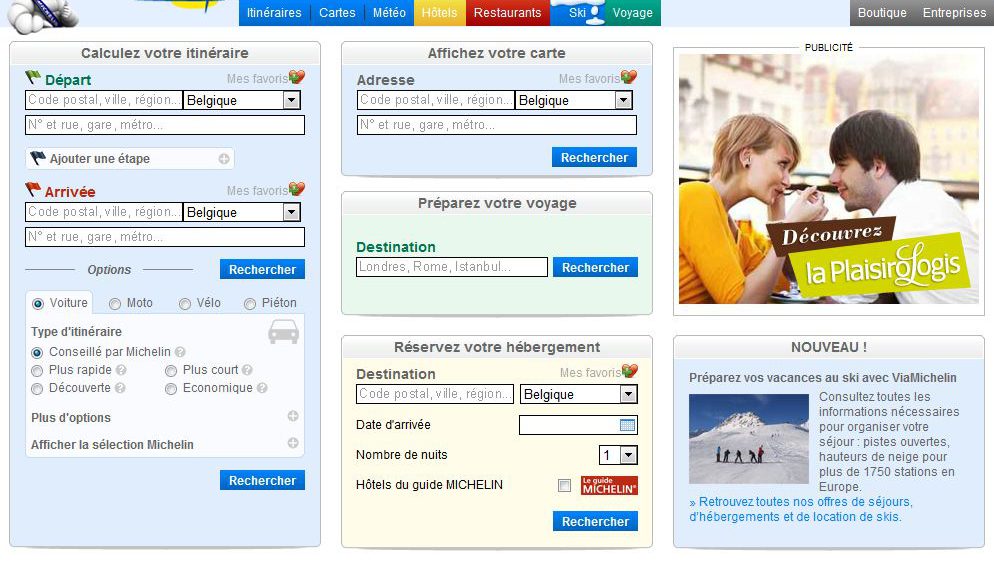 Itinéraires
Cartes
Météo
Hôtels
Restaurants
Ski
Voyage
Boutique
Entreprises
Calculez votre itinéraire
Départ
Mes favoris
Code postal, ville, région...
Belgique
N° et rue, gare, métro...
Ajouter une étape
Arrivée
Mes favoris
Code postal, ville, région...
Belgique
N° et rue, gare, métro...
Options
Rechercher
Voiture
Moto
Vélo
Piéton
Type d'itinéraire
Conseillé par Michelin ?
Plus rapide ?
Plus court ?
Découverte ?
Economique ?
Plus d'options
Afficher la sélection Michelin
Rechercher
Affichez votre carte
Adresse
Mes favoris
Code postal, ville, région...
Belgique
N° et rue, gare, métro...
Rechercher
Préparez votre voyage
Destination
Londres, Rome, Istanbul...
Rechercher
Réservez votre hébergement
Destination
Mes favoris
Code postal, ville, région...
Belgique
Date d'arrivée
Nombre de nuits
1
Hôtels du guide MICHELIN
Le guide
MICHELIN
Rechercher
PUBLICITÉ
Découvrez
la PlaisiroLogis
NOUVEAU !
Préparez vos vacances au ski avec ViaMichelin
Consultez toutes les
informations nécessaires
pour organiser votre
séjour : pistes ouvertes,
hauteurs de neige pour
plus de 1750 stations en
Europe.
» Retrouvez toutes nos offres de séjours,
d'hébergements et de location de skis.